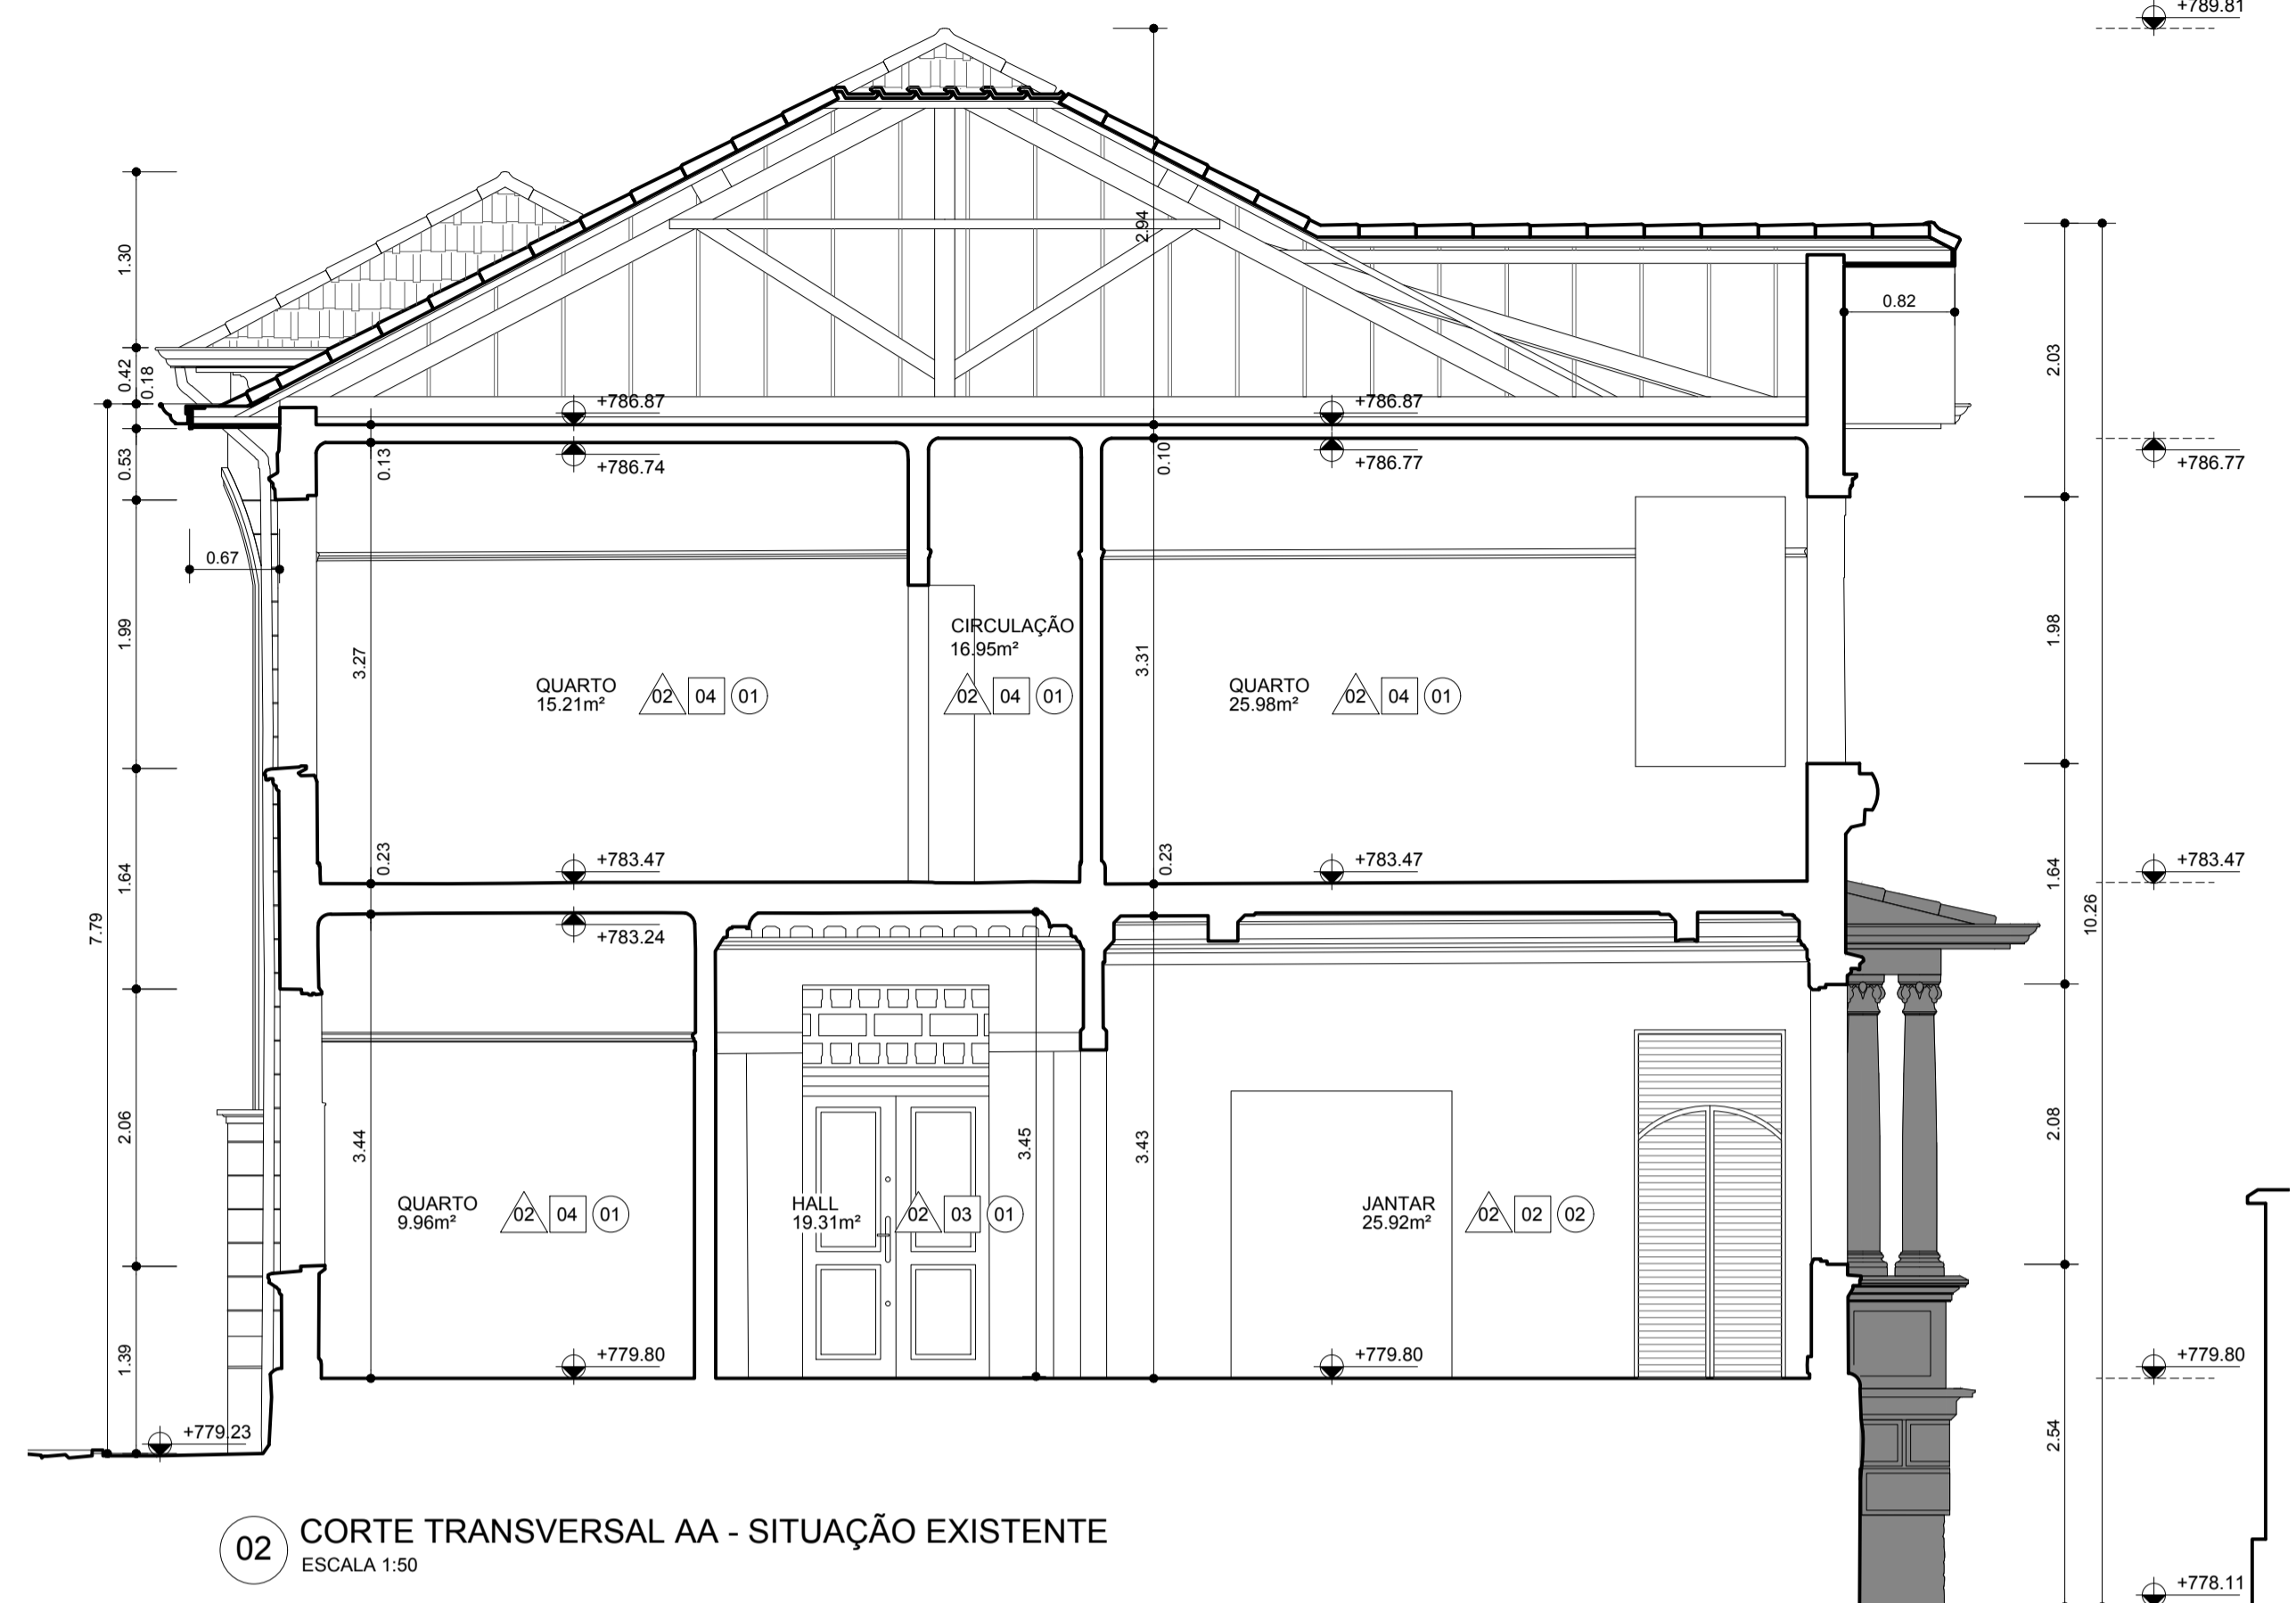 +789.81
1.30
2.94
0.82
2.03
0.42
0.18
+786.87
+786.87
0.53
0.13
+786.74
0.10
+786.77
+786.77
0.67
1.99
3.27
CIRCULAÇÃO
16.95m²
3.31
1.98
QUARTO
15.21m²
02 04 01
02 04 01
QUARTO
25.98m²
02 04 01
0.23
+783.47
0.23
+783.47
+783.47
1.64
1.64
7.79
10.26
+783.24
2.06
3.44
3.45
3.43
2.08
QUARTO
9.96m²
02 04 01
HALL
19.31m²
02 03 01
JANTAR
25.92m²
02 02 02
1.39
+779.80
+779.80
+779.80
+779.23
2.54
02
CORTE TRANSVERSAL AA - SITUAÇÃO EXISTENTE
ESCALA 1:50
+778.11